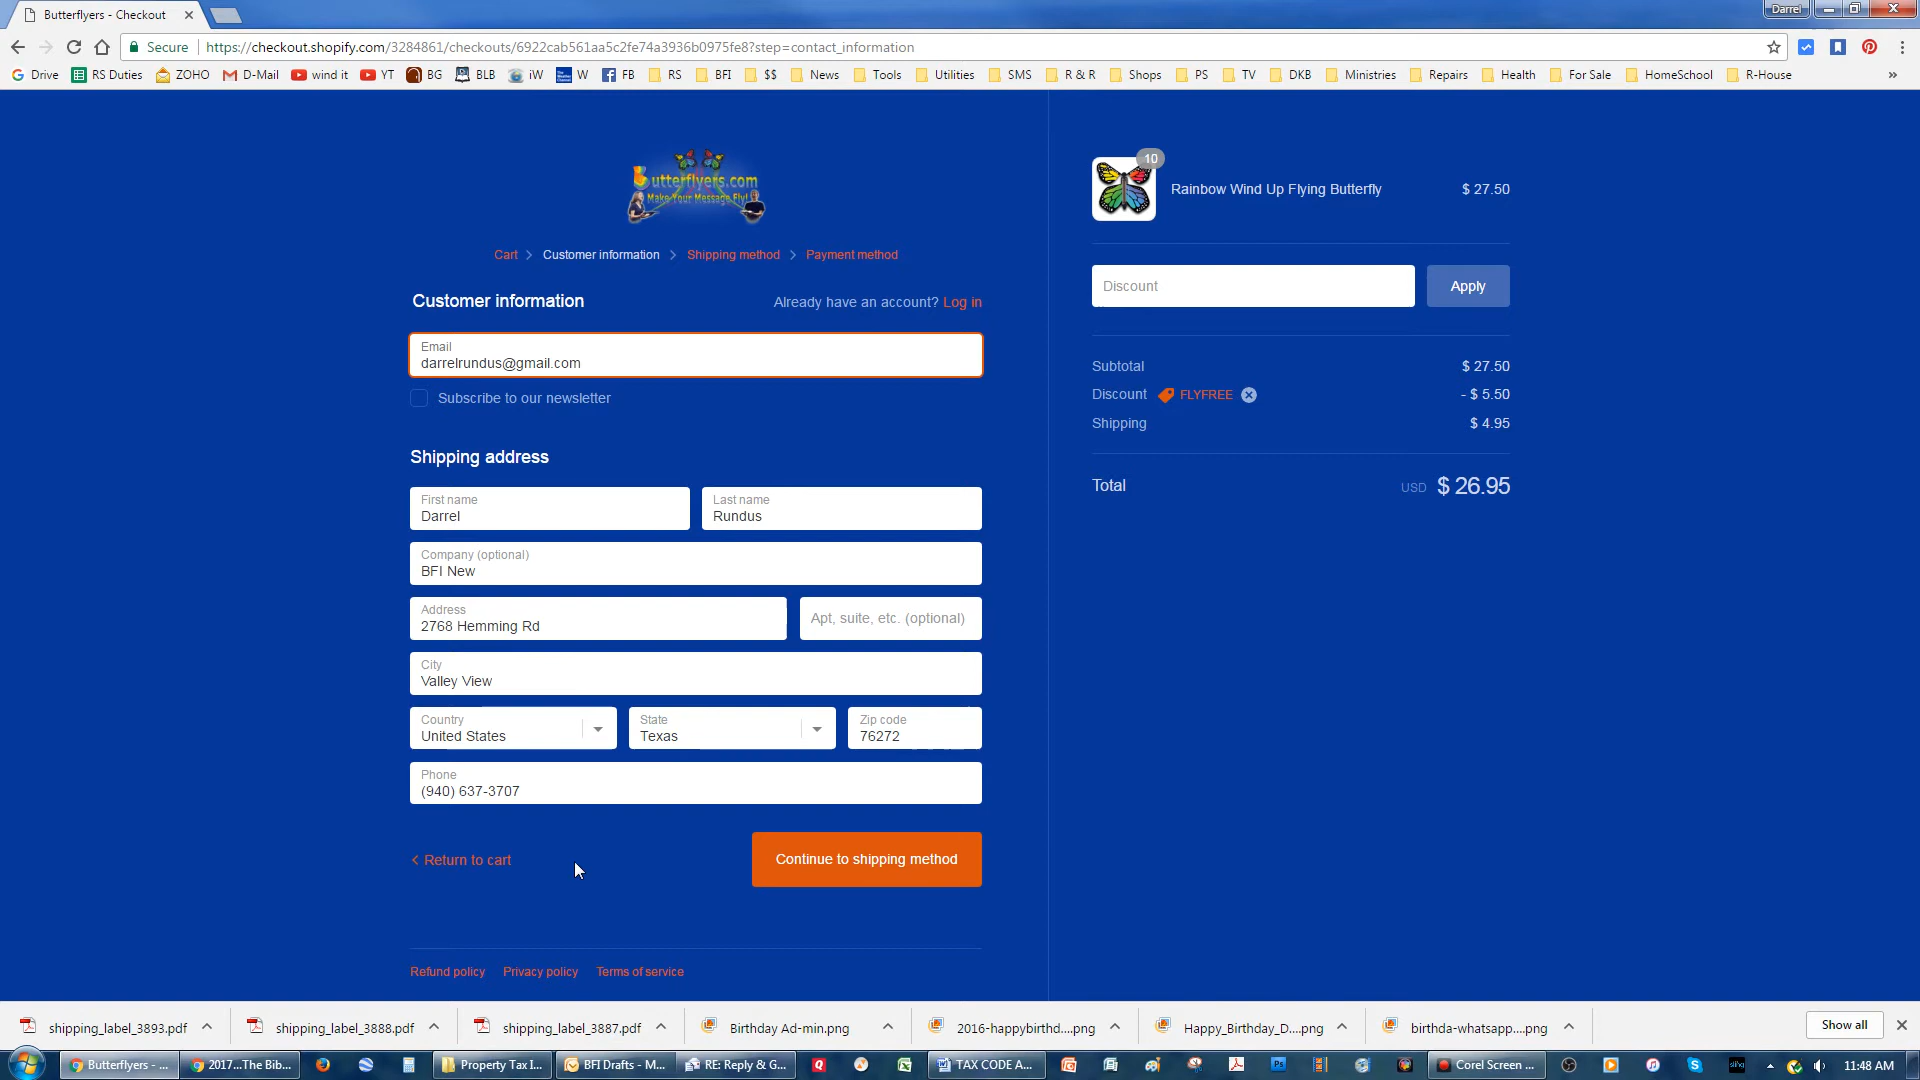 Butterflyers - Checkout
Darrel
Secure https://checkout.shopify.com/3284861/checkouts/6922cab561aa5c2fe74a3936b0975fe8?step=contact_information
Drive RS Duties ZOHO D-Mail wind it YT BG BLB iW W FB RS BFI $$ News Tools Utilities SMS R & R Shops PS TV DKB Ministries Repairs Health For Sale HomeSchool R-House »
Butterflyers.com
Make Your Message Fly!
Cart > Customer information > Shipping method > Payment method
Customer information
Already have an account? Log in
Email
darrelrundus@gmail.com
Subscribe to our newsletter
Shipping address
First name
Darrel
Last name
Rundus
Company (optional)
BFI New
Address
2768 Hemming Rd
Apt, suite, etc. (optional)
City
Valley View
Country
United States
State
Texas
Zip code
76272
Phone
(940) 637-3707
< Return to cart
Continue to shipping method
Refund policy Privacy policy Terms of service
10
Rainbow Wind Up Flying Butterfly $ 27.50
Discount
Apply
Subtotal $ 27.50
Discount FLYFREE - $ 5.50
Shipping $ 4.95
Total USD $ 26.95
shipping_label_3893.pdf shipping_label_3888.pdf shipping_label_3887.pdf Birthday Ad-min.png 2016-happybirthd....png Happy_Birthday_D....png birthda-whatsapp....png Show all
Butterflyers - ... 2017...The Bib... Property Tax I... BFI Drafts - M... RE: Reply & G... TAX CODE A... Corel Screen ... 11:48 AM